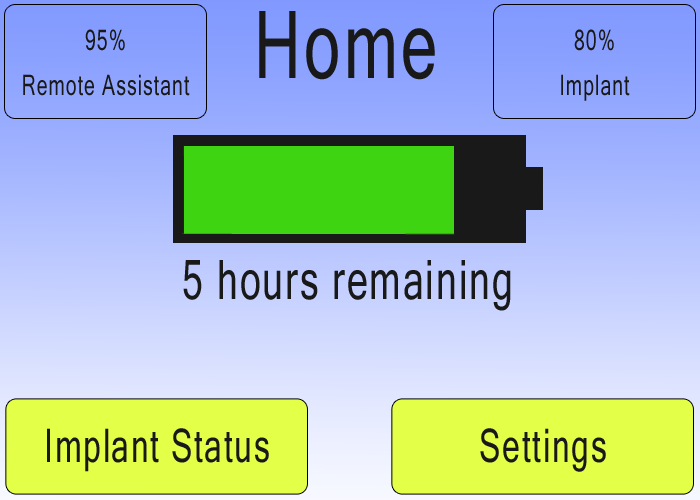 95%
Remote Assistant
Home
80%
Implant
5 hours remaining
Implant Status
Settings